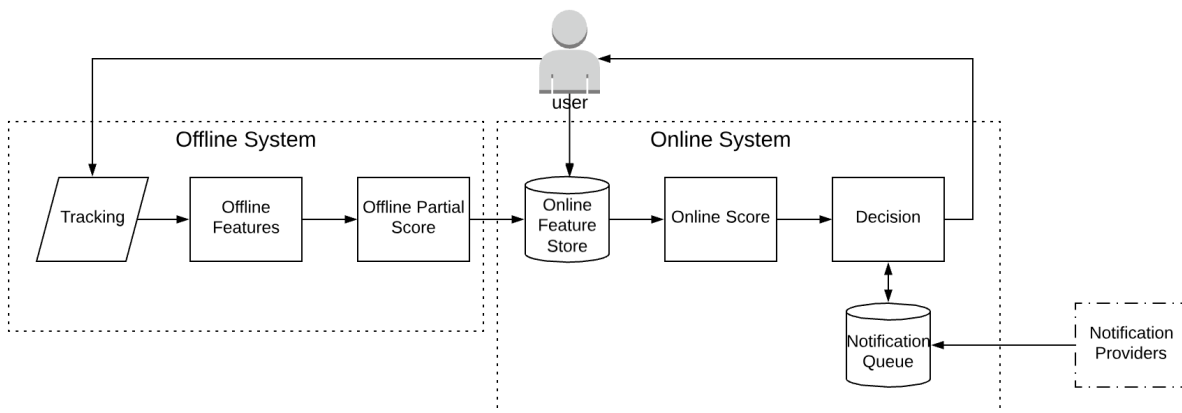 user
Offline System
Online System
Tracking
Offline
Features
Offline Partial
Score
Online
Feature
Store
Online Score
Decision
Notification
Queue
Notification
Providers